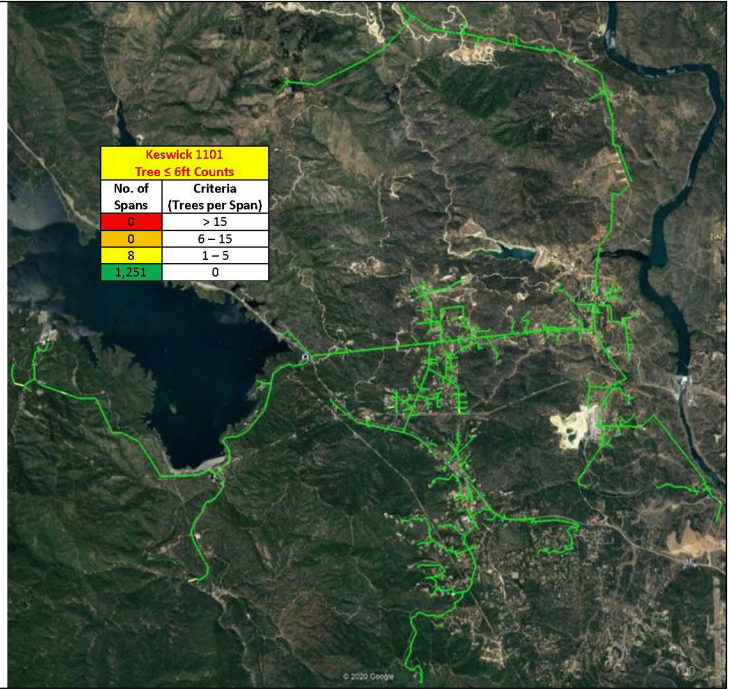 Keswick 1101
Tree ≤ 6ft Counts
No. of Spans Criteria (Trees per Span)
0 > 15
0 6 – 15
8 1 – 5
1,251 0
© 2020 Google